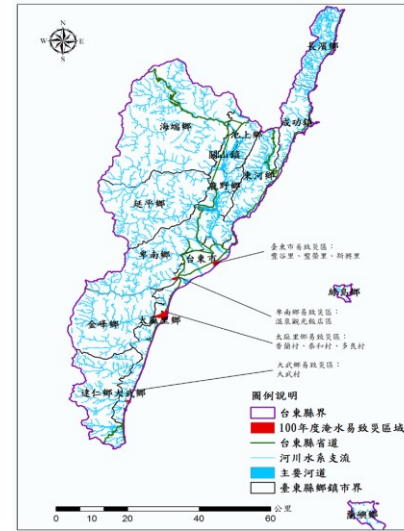 N
W E
S
長濱鄉
海端鄉
成功鎮
池上鄉
關山鎮
鹿野鄉
東河鄉
延平鄉
卑南鄉
台東市
臺東市易致災區：
豐谷里、豐榮里、新興里
綠島鄉
卑南鄉易致災區：
溫泉觀光飯店區
金峰鄉
太麻里鄉
太麻里鄉易致災區：
香蘭村、泰和村、多良村
大武鄉易致災區：
大武村
達仁鄉
大武鄉
圖例說明
台東縣界
100年度淹水易致災區域
台東縣省道
河川水系支流
主要河道
臺東縣鄉鎮市界
公里
0 10 20 40 60
蘭嶼鄉